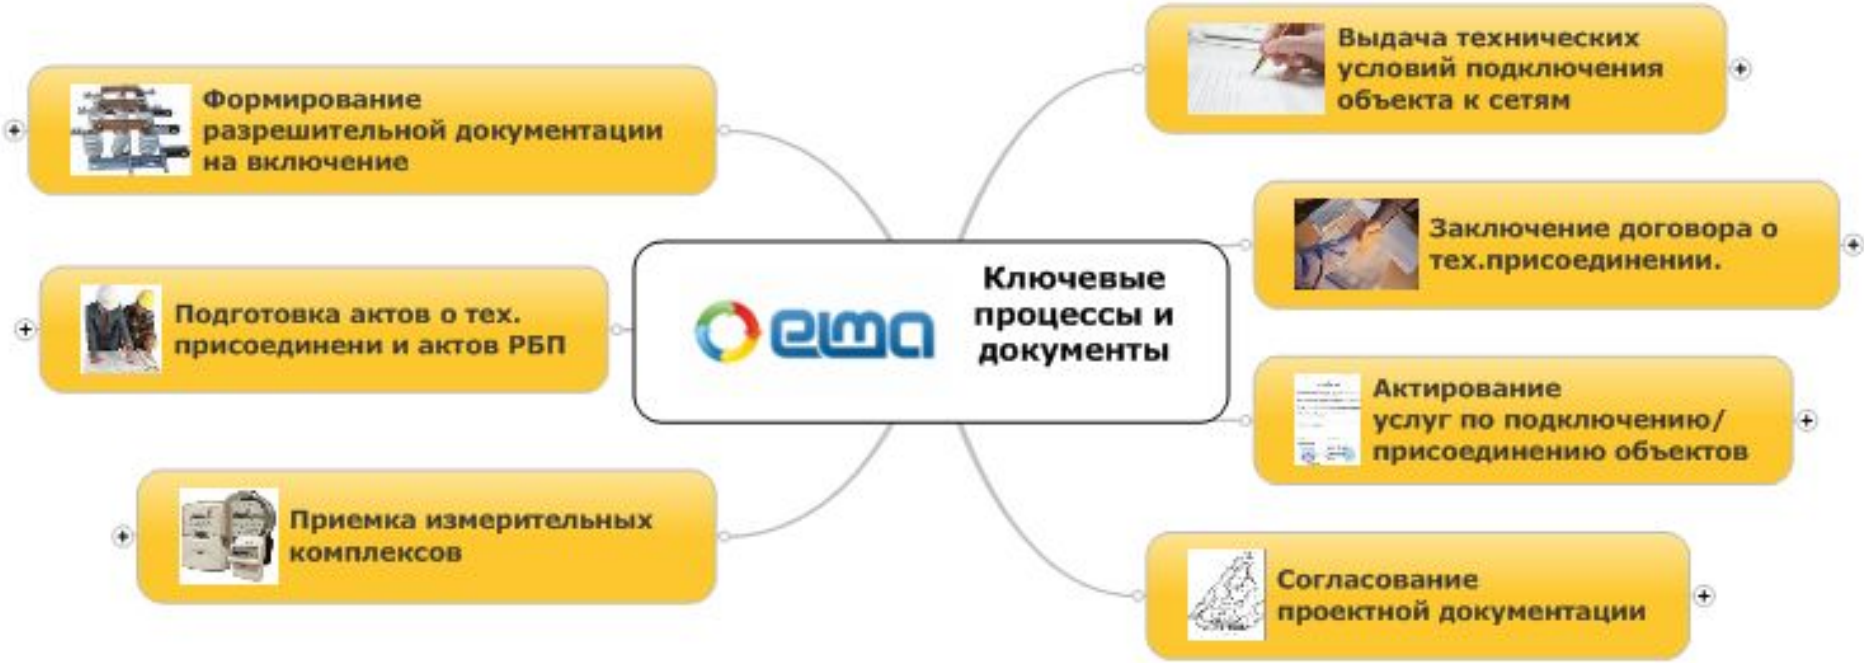 Формирование
разрешительной документации
на включение
Подготовка актов о тех.
присоединени и актов РБП
Приемка измерительных
комплексов
elma
Ключевые
процессы и
документы
Выдача технических
условий подключения
объекта к сетям
Заключение договора о
тех.присоединении.
Актирование
услуг по подключению/
присоединению объектов
Согласование
проектной документации